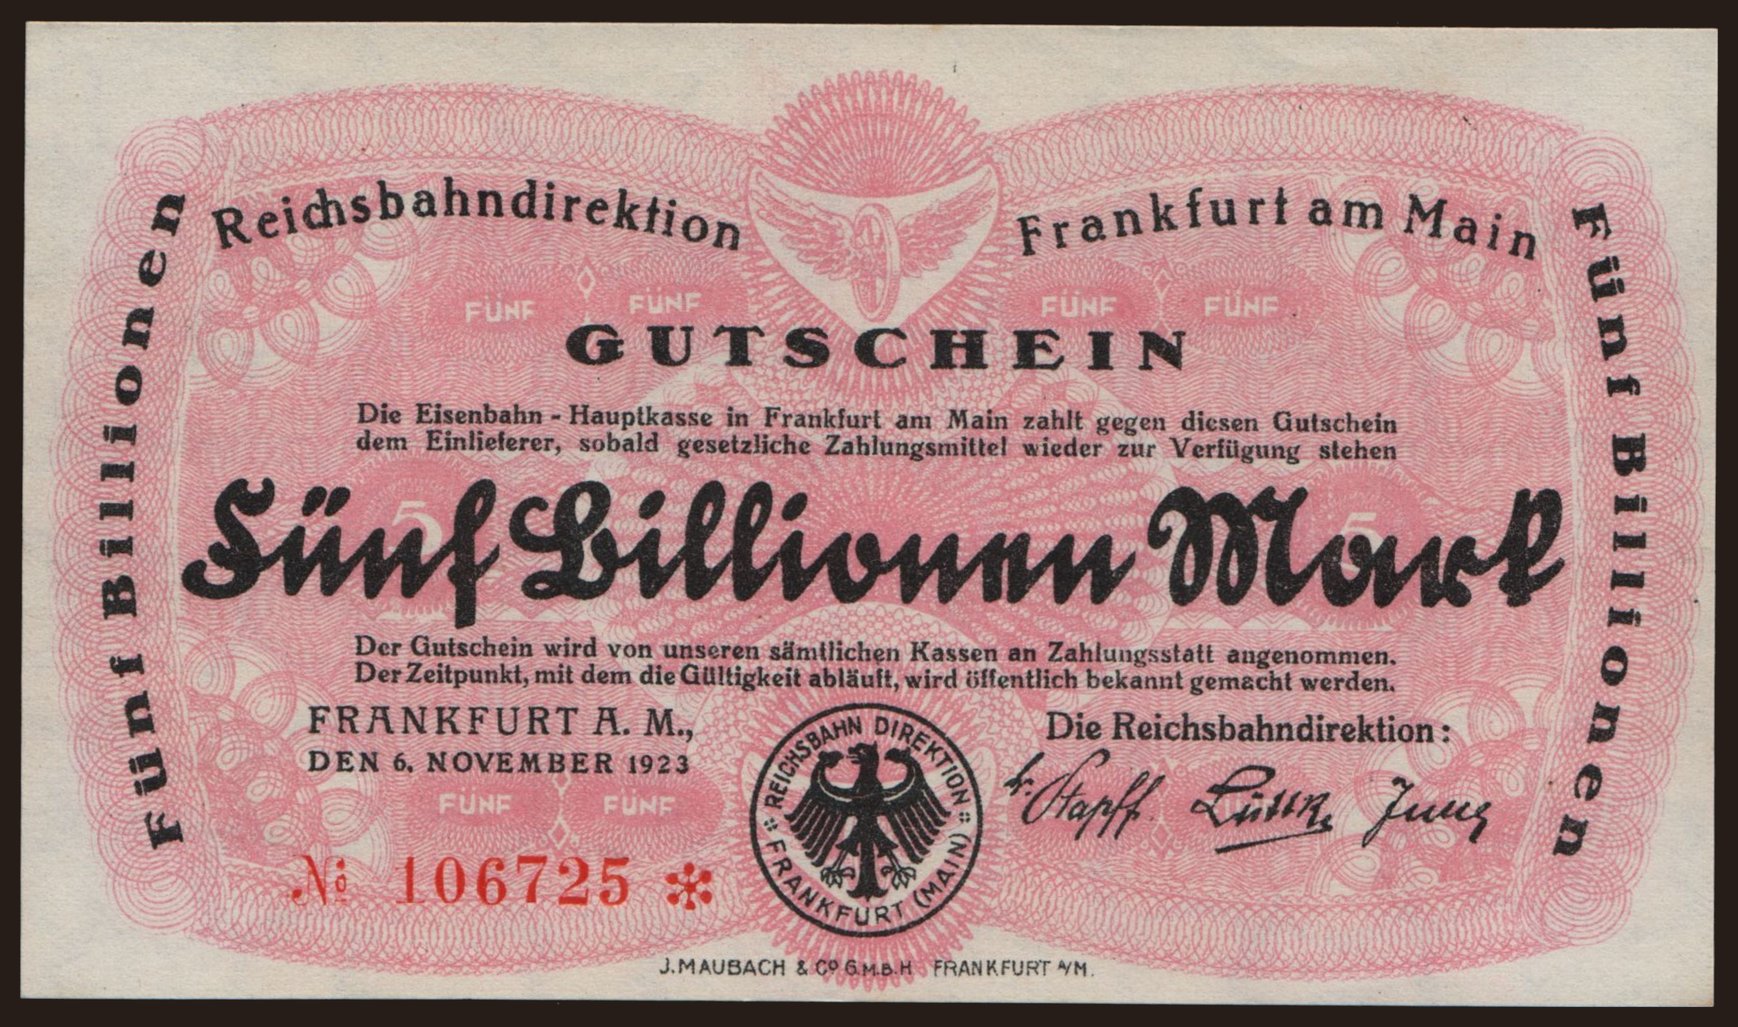 Reichsbahndirektion Frankfurt am Main
Fünf Billionen
Fünf Billionen
FÜNF FÜNF FÜNF FÜNF
GUTSCHEIN
Die Eisenbahn - Hauptkasse in Frankfurt am Main zahlt gegen diesen Gutschein
dem Einlieferer, sobald gesetzliche Zahlungsmittel wieder zur Verfügung stehen
5 5
Fünf Billionen Mark
Der Gutschein wird von unseren sämtlichen Kassen an Zahlungsstatt angenommen.
Der Zeitpunkt, mit dem die Gültigkeit abläuft, wird öffentlich bekannt gemacht werden.
FRANKFURT A. M.,
DEN 6. NOVEMBER 1923
Die Reichsbahndirektion:
FÜNF FÜNF
REICHSBAHN DIREKTION
FRANKFURT (MAIN)
Stapff. Jung
№ 106725 *
J. MAUBACH & Co G.M.B.H FRANKFURT A/M.